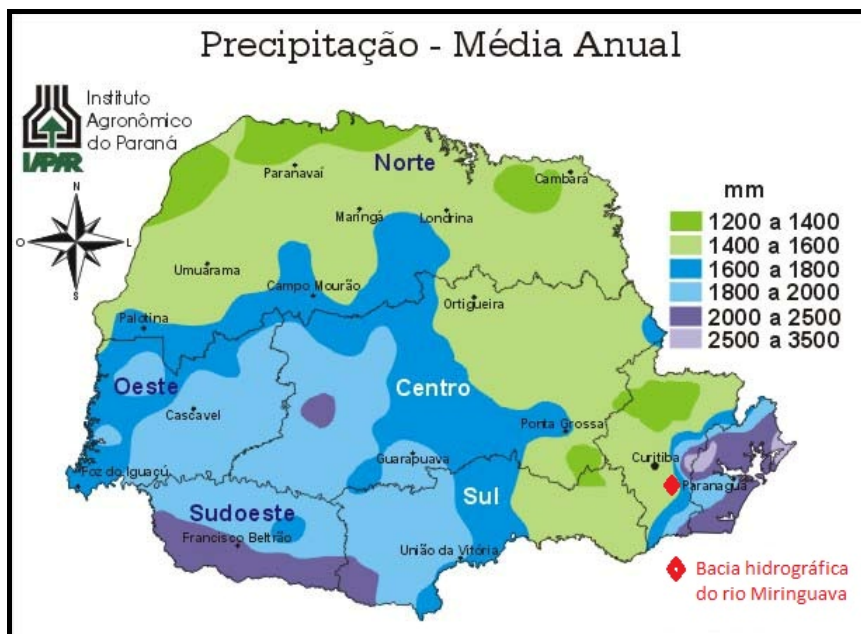 Precipitação - Média Anual
Instituto
Agronômico
do Paraná
IAPAR
N
O
L
S
Norte
Paranavaí
Cambará
Maringá
Londrina
Umuarama
Campo Mourão
Ortigueira
Palotina
Oeste
Centro
Cascavel
Ponta Grossa
Guarapuava
Curitiba
Foz do Iguaçú
Paranaguá
Sul
Sudoeste
Francisco Beltrão
União da Vitória
mm
1200 a 1400
1400 a 1600
1600 a 1800
1800 a 2000
2000 a 2500
2500 a 3500
Bacia hidrográfica
do rio Miringuava